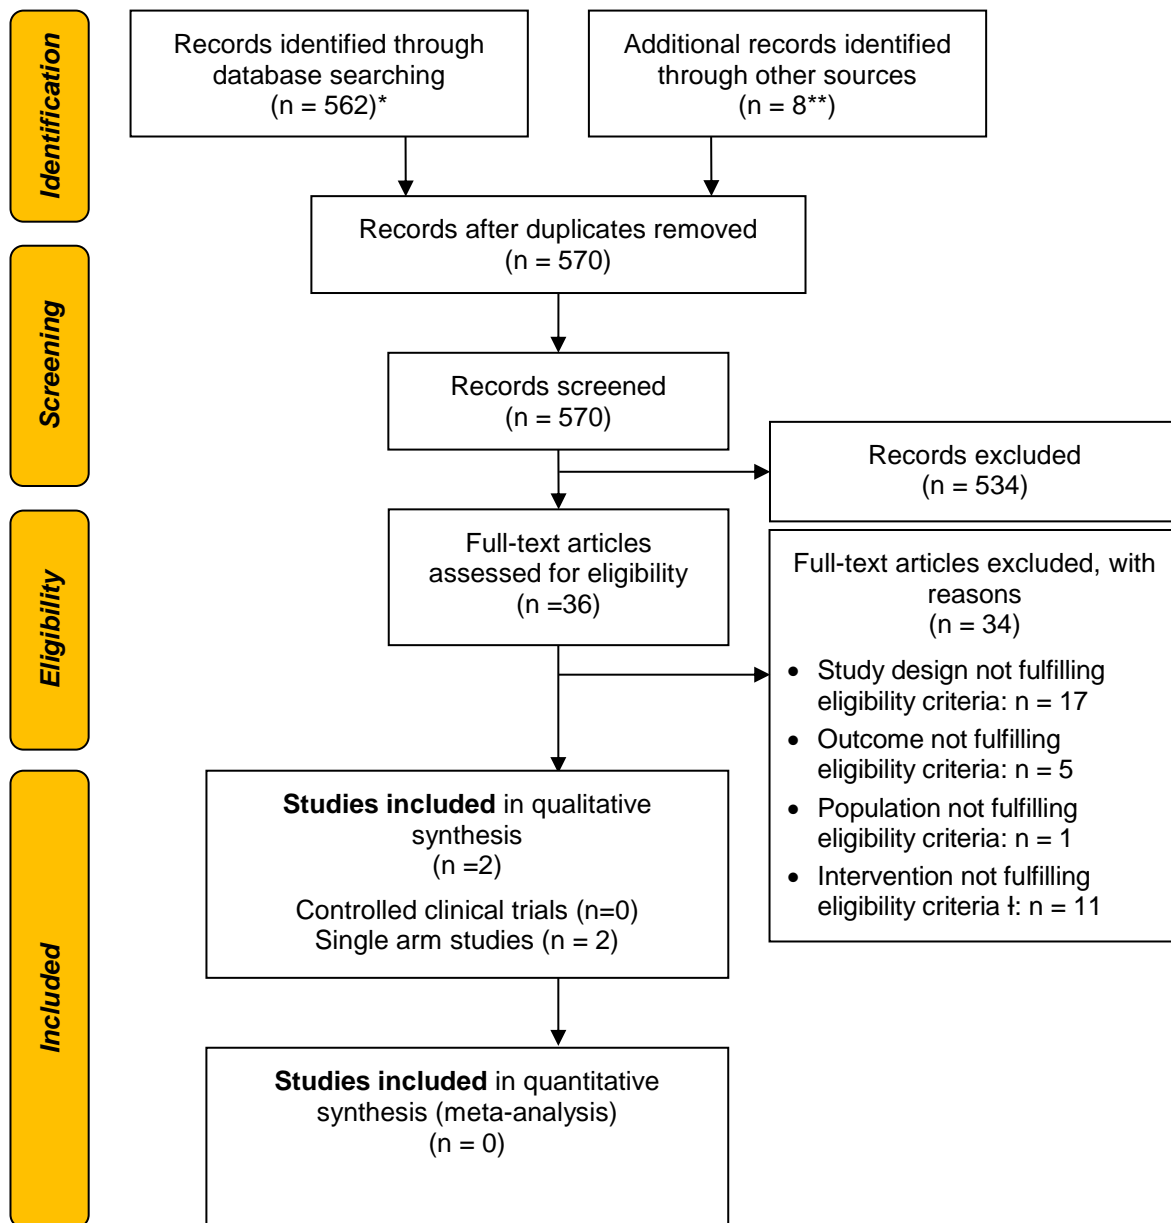 Identification
Records identified through
database searching
(n = 562)*
Additional records identified
through other sources
(n = 8**)
Records after duplicates removed
(n = 570)
Screening
Records screened
(n = 570)
Records excluded
(n = 534)
Eligibility
Full-text articles
assessed for eligibility
(n =36)
Full-text articles excluded, with
reasons
(n = 34)
• Study design not fulfilling
eligibility criteria: n = 17
• Outcome not fulfilling
eligibility criteria: n = 5
• Population not fulfilling
eligibility criteria: n = 1
• Intervention not fulfilling
eligibility criteria ƚ: n = 11
Included
Studies included in qualitative
synthesis
(n =2)
Controlled clinical trials (n=0)
Single arm studies (n = 2)
Studies included in quantitative
synthesis (meta-analysis)
(n = 0)